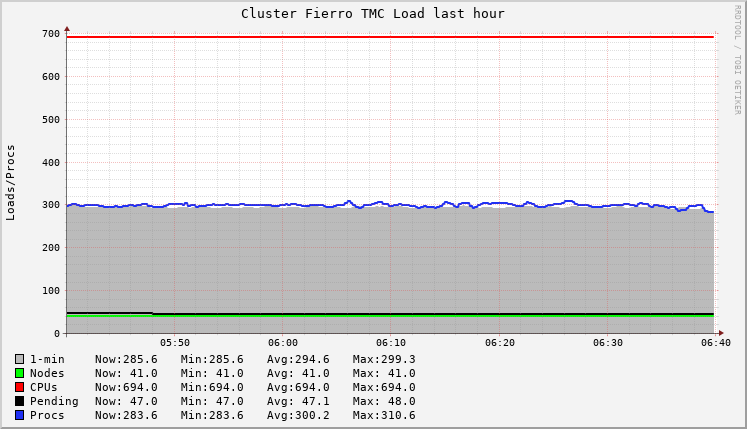 Cluster Fierro TMC Load last hour
RRDTOOL / TOBI OETIKER
Loads/Procs
700
600
500
400
300
200
100
0
05:50 06:00 06:10 06:20 06:30 06:40
1-min Now:285.6 Min:285.6 Avg:294.6 Max:299.3
Nodes Now: 41.0 Min: 41.0 Avg: 41.0 Max: 41.0
CPUs Now:694.0 Min:694.0 Avg:694.0 Max:694.0
Pending Now: 47.0 Min: 47.0 Avg: 47.1 Max: 48.0
Procs Now:283.6 Min:283.6 Avg:300.2 Max:310.6